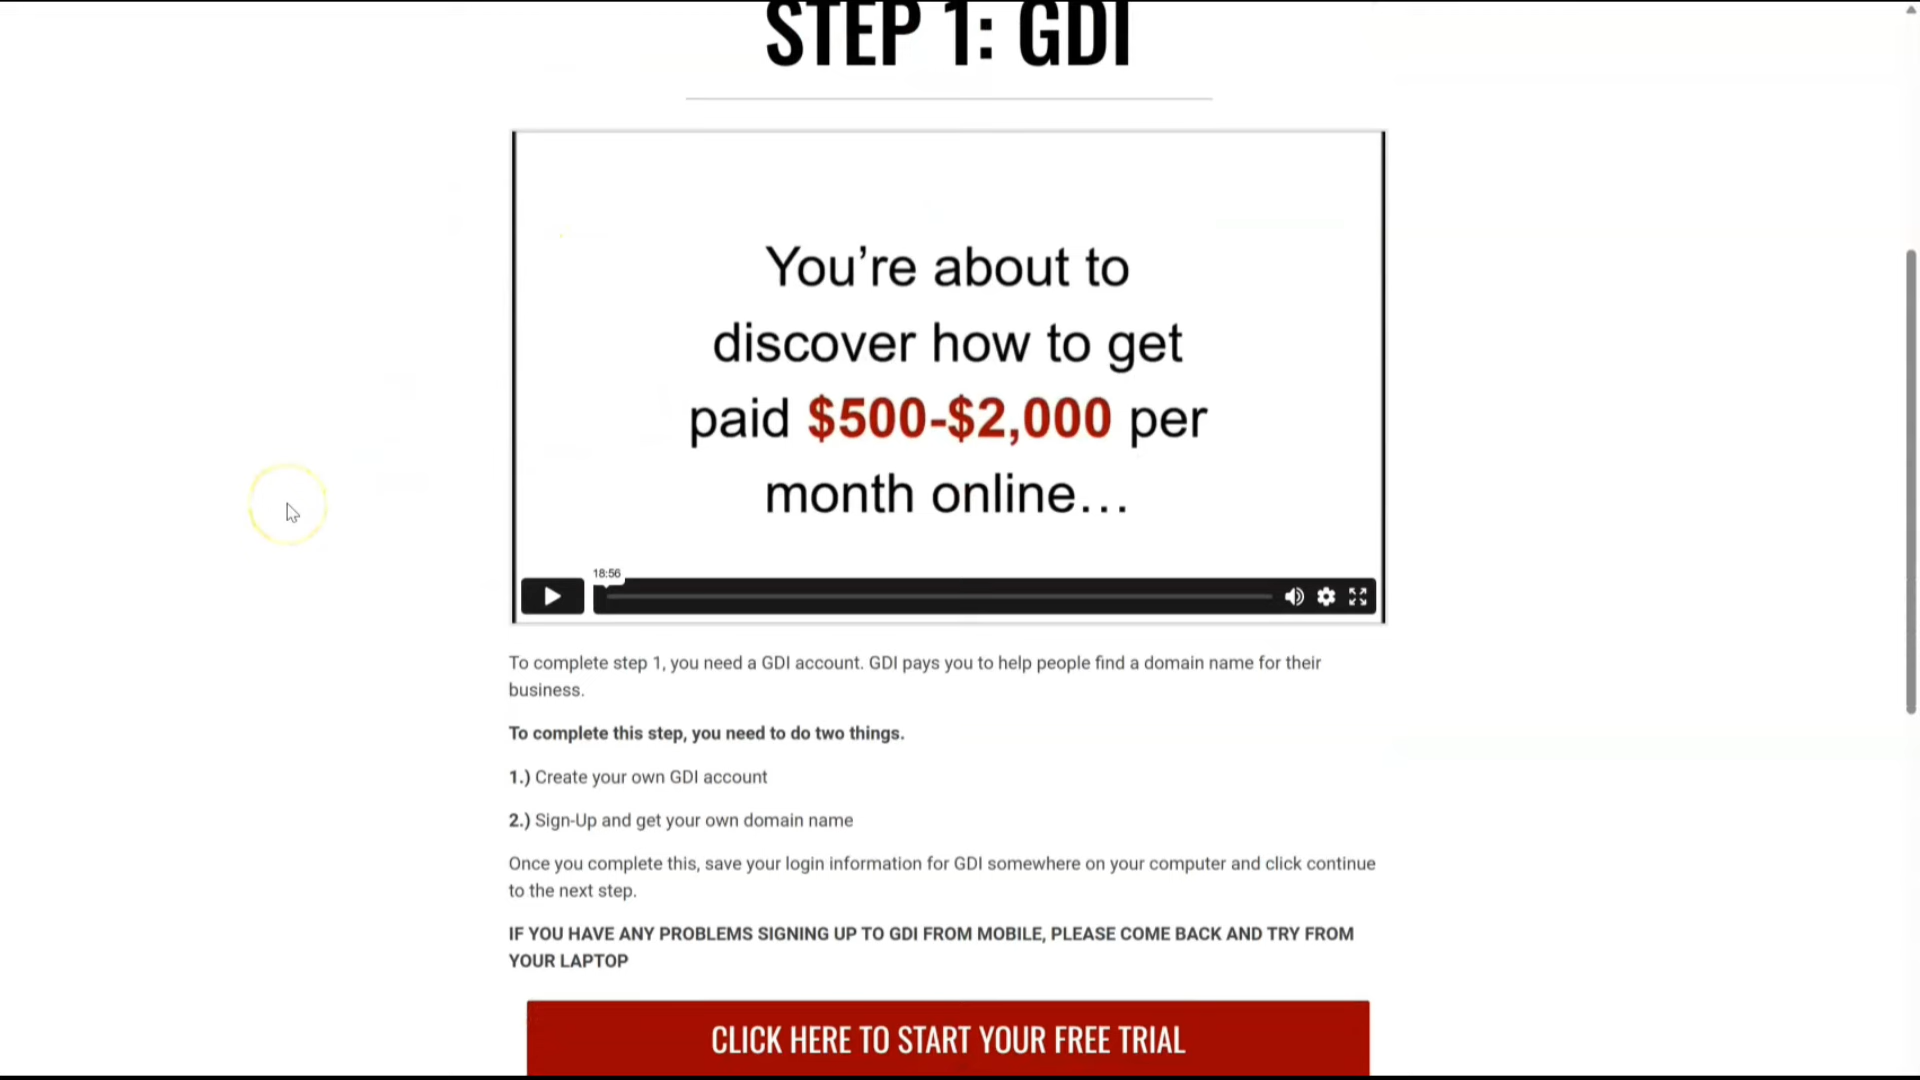 STEP 1: GDI
You’re about to
discover how to get
paid $500-$2,000 per
month online…
18:56
To complete step 1, you need a GDI account. GDI pays you to help people find a domain name for their
business.
To complete this step, you need to do two things.
1.) Create your own GDI account
2.) Sign-Up and get your own domain name
Once you complete this, save your login information for GDI somewhere on your computer and click continue
to the next step.
IF YOU HAVE ANY PROBLEMS SIGNING UP TO GDI FROM MOBILE, PLEASE COME BACK AND TRY FROM
YOUR LAPTOP
CLICK HERE TO START YOUR FREE TRIAL